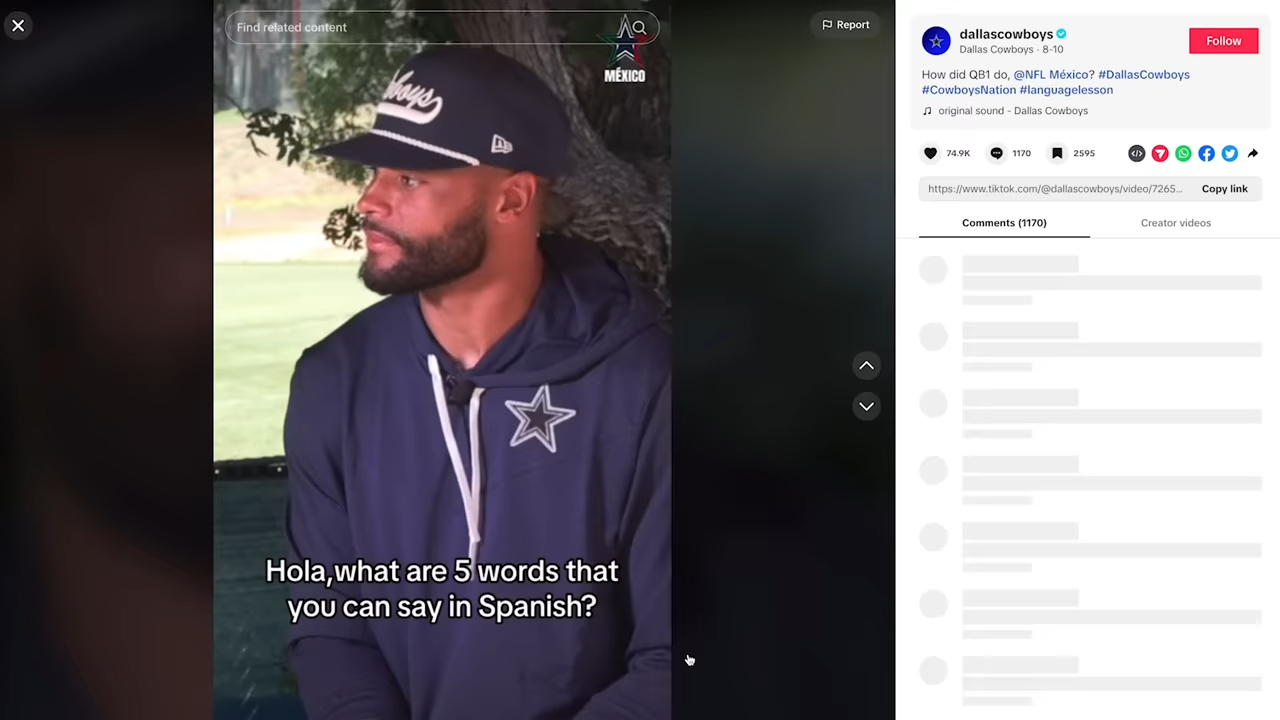 Find related content
MÉXICO
Report
Cowboys
Hola,what are 5 words that
you can say in Spanish?
dallascowboys
Dallas Cowboys · 8-10
Follow
How did QB1 do, @NFL México? #DallasCowboys
#CowboysNation #languagelesson
original sound - Dallas Cowboys
74.9K
1170
2595
https://www.tiktok.com/@dallascowboys/video/7265...
Copy link
Comments (1170)
Creator videos